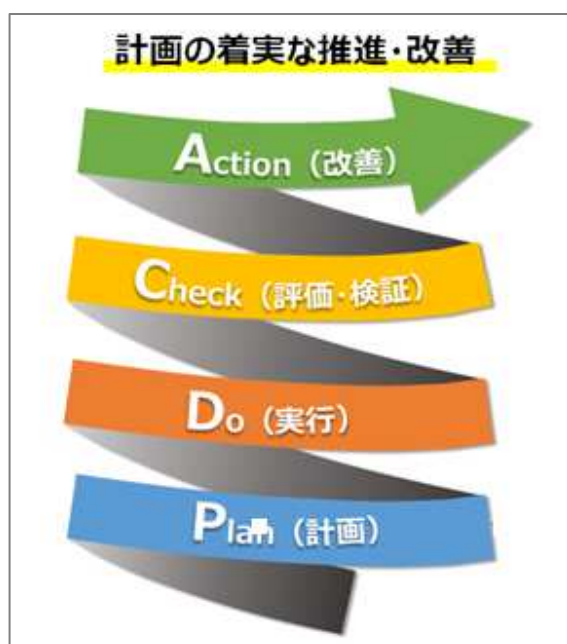 計画の着実な推進・改善
Action（改善）
Check（評価・検証）
Do（実行）
Plan（計画）